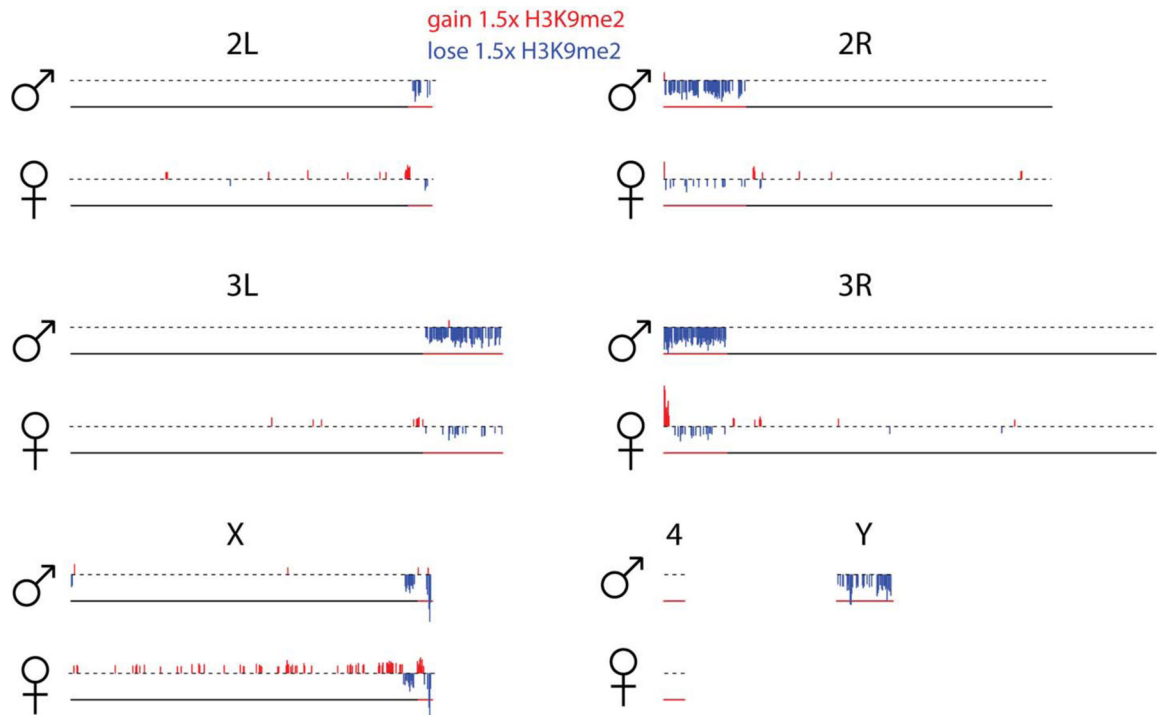 gain 1.5x H3K9me2
lose 1.5x H3K9me2
2L
2R
♂
♂
♀
♀
3L
3R
♂
♂
♀
♀
X
4
Y
♂
♂
♀
♀